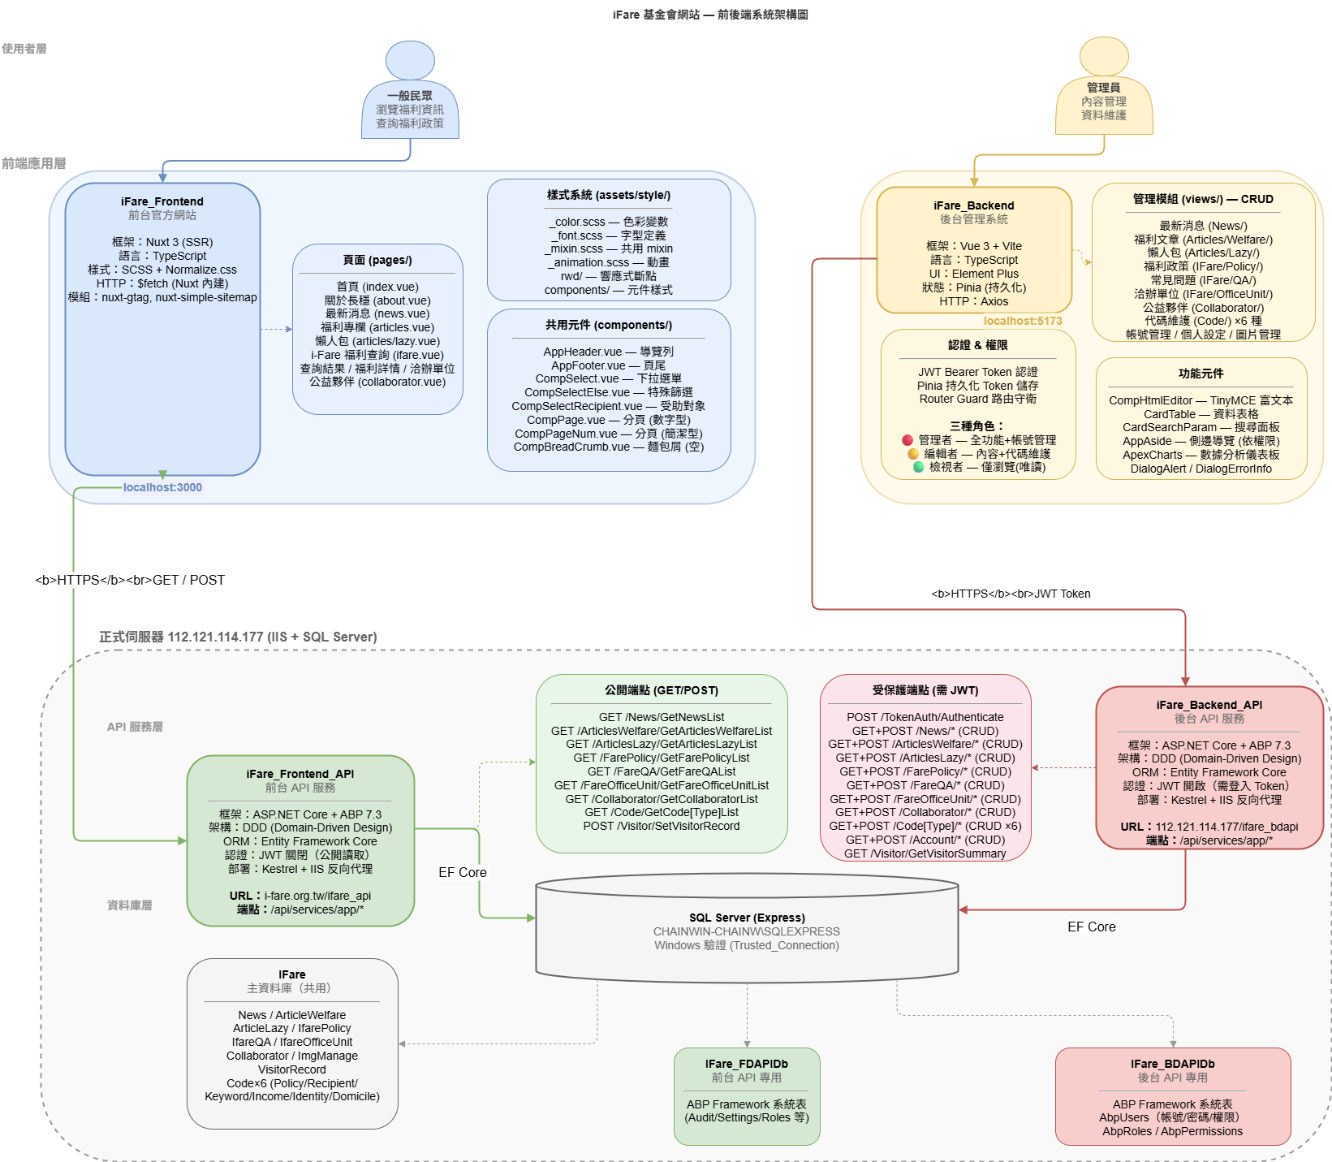 iFare 基金會網站 — 前後端系統架構圖
使用者層
一般民眾
瀏覽福利資訊
查詢福利政策
管理員
內容管理
資料維護
前端應用層
iFare_Frontend
前台官方網站
框架：Nuxt 3 (SSR)
語言：TypeScript
樣式：SCSS + Normalize.css
HTTP：$fetch (Nuxt 內建)
模組：nuxt-gtag, nuxt-simple-sitemap
localhost:3000
頁面 (pages/)
首頁 (index.vue)
關於長穩 (about.vue)
最新消息 (news.vue)
福利專欄 (articles.vue)
懶人包 (articles/lazy.vue)
i-Fare 福利查詢 (ifare.vue)
查詢結果 / 福利詳情 / 洽辦單位
公益夥伴 (collaborator.vue)
樣式系統 (assets/style/)
_color.scss — 色彩變數
_font.scss — 字型定義
_mixin.scss — 共用 mixin
_animation.scss — 動畫
rwd/ — 響應式斷點
components/ — 元件樣式
共用元件 (components/)
AppHeader.vue — 導覽列
AppFooter.vue — 頁尾
CompSelect.vue — 下拉選單
CompSelectElse.vue — 特殊篩選
CompSelectRecipient.vue — 受助對象
CompPage.vue — 分頁 (數字型)
CompPageNum.vue — 分頁 (簡潔型)
CompBreadCrumb.vue — 麵包屑 (空)
iFare_Backend
後台管理系統
框架：Vue 3 + Vite
語言：TypeScript
UI：Element Plus
狀態：Pinia (持久化)
HTTP：Axios
localhost:5173
認證 & 權限
JWT Bearer Token 認證
Pinia 持久化 Token 儲存
Router Guard 路由守衛
三種角色：
🔴 管理者 — 全功能+帳號管理
🟡 編輯者 — 內容+代碼維護
🟢 檢視者 — 僅瀏覽(唯讀)
管理模組 (views/) — CRUD
最新消息 (News/)
福利文章 (Articles/Welfare/)
懶人包 (Articles/Lazy/)
福利政策 (IFare/Policy/)
常見問題 (IFare/QA/)
洽辦單位 (IFare/OfficeUnit/)
公益夥伴 (Collaborator/)
代碼維護 (Code/) ×6 種
帳號管理 / 個人設定 / 圖片管理
功能元件
CompHtmlEditor — TinyMCE 富文本
CardTable — 資料表格
CardSearchParam — 搜尋面板
AppAside — 側邊導覽 (依權限)
ApexCharts — 數據分析儀表板
DialogAlert / DialogErrorInfo
<b>HTTPS</b><br>GET / POST
<b>HTTPS</b><br>JWT Token
正式伺服器 112.121.114.177 (IIS + SQL Server)
API 服務層
iFare_Frontend_API
前台 API 服務
框架：ASP.NET Core + ABP 7.3
架構：DDD (Domain-Driven Design)
ORM：Entity Framework Core
認證：JWT 關閉（公開讀取）
部署：Kestrel + IIS 反向代理
URL：i-fare.org.tw/ifare_api
端點：/api/services/app/*
公開端點 (GET/POST)
GET /News/GetNewsList
GET /ArticlesWelfare/GetArticlesWelfareList
GET /ArticlesLazy/GetArticlesLazyList
GET /FarePolicy/GetFarePolicyList
GET /FareQA/GetFareQAList
GET /FareOfficeUnit/GetFareOfficeUnitList
GET /Collaborator/GetCollaboratorList
GET /Code/GetCode[Type]List
POST /Visitor/SetVisitorRecord
受保護端點 (需 JWT)
POST /TokenAuth/Authenticate
GET+POST /News/* (CRUD)
GET+POST /ArticlesWelfare/* (CRUD)
GET+POST /ArticlesLazy/* (CRUD)
GET+POST /FarePolicy/* (CRUD)
GET+POST /FareQA/* (CRUD)
GET+POST /FareOfficeUnit/* (CRUD)
GET+POST /Collaborator/* (CRUD)
GET+POST /Code[Type]/* (CRUD ×6)
GET+POST /Account/* (CRUD)
GET /Visitor/GetVisitorSummary
iFare_Backend_API
後台 API 服務
框架：ASP.NET Core + ABP 7.3
架構：DDD (Domain-Driven Design)
ORM：Entity Framework Core
認證：JWT 開啟（需登入 Token）
部署：Kestrel + IIS 反向代理
URL：112.121.114.177/ifare_bdapi
端點：/api/services/app/*
EF Core
EF Core
資料庫層
SQL Server (Express)
CHAINWIN-CHAINW\SQLEXPRESS
Windows 驗證 (Trusted_Connection)
IFare
主資料庫（共用）
News / ArticleWelfare
ArticleLazy / IfarePolicy
IfareQA / IfareOfficeUnit
Collaborator / ImgManage
VisitorRecord
Code×6 (Policy/Recipient/
Keyword/Income/Identity/Domicile)
IFare_FDAPIDb
前台 API 專用
ABP Framework 系統表
(Audit/Settings/Roles 等)
IFare_BDAPIDb
後台 API 專用
ABP Framework 系統表
AbpUsers（帳號/密碼/權限）
AbpRoles / AbpPermissions